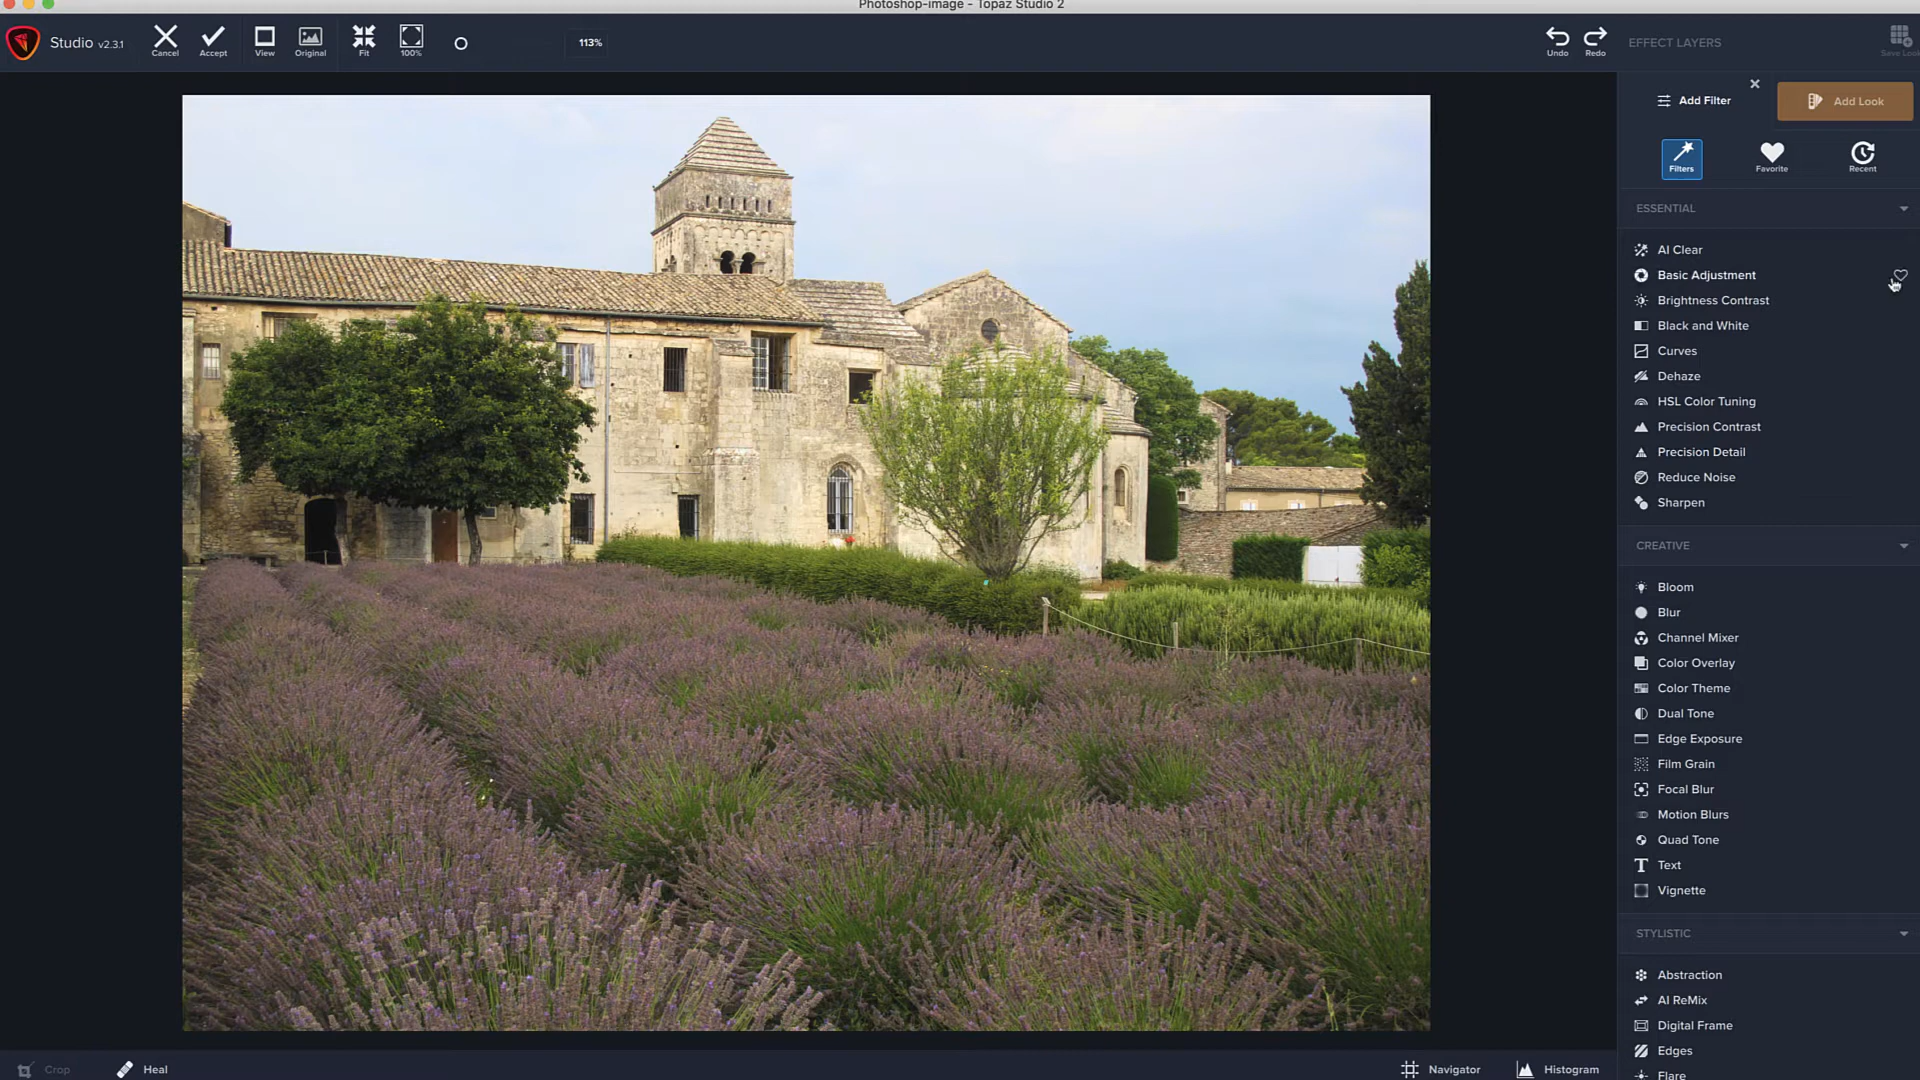 Photoshop-image - Topaz Studio 2
Studio v2.3.1
Cancel
Accept
View
Original
Fit
100%
113%
Undo
Redo
EFFECT LAYERS
Save Look
Add Filter
Add Look
Filters
Favorite
Recent
ESSENTIAL
AI Clear
Basic Adjustment
Brightness Contrast
Black and White
Curves
Dehaze
HSL Color Tuning
Precision Contrast
Precision Detail
Reduce Noise
Sharpen
CREATIVE
Bloom
Blur
Channel Mixer
Color Overlay
Color Theme
Dual Tone
Edge Exposure
Film Grain
Focal Blur
Motion Blurs
Quad Tone
Text
Vignette
STYLISTIC
Abstraction
AI ReMix
Digital Frame
Edges
Flare
Crop
Heal
Navigator
Histogram